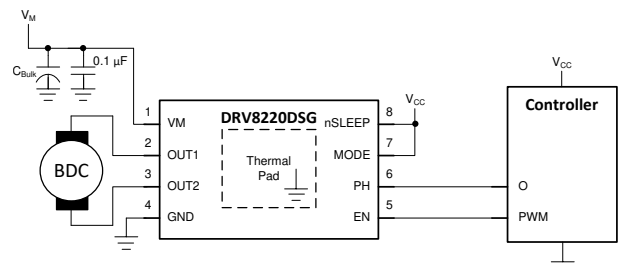 VM
0.1 µF
CBulk
VCC
Controller
VCC
DRV8220DSG
1
VM
nSLEEP
8
2
OUT1
MODE
7
Thermal
Pad
BDC
3
OUT2
PH
6
O
4
GND
EN
5
PWM